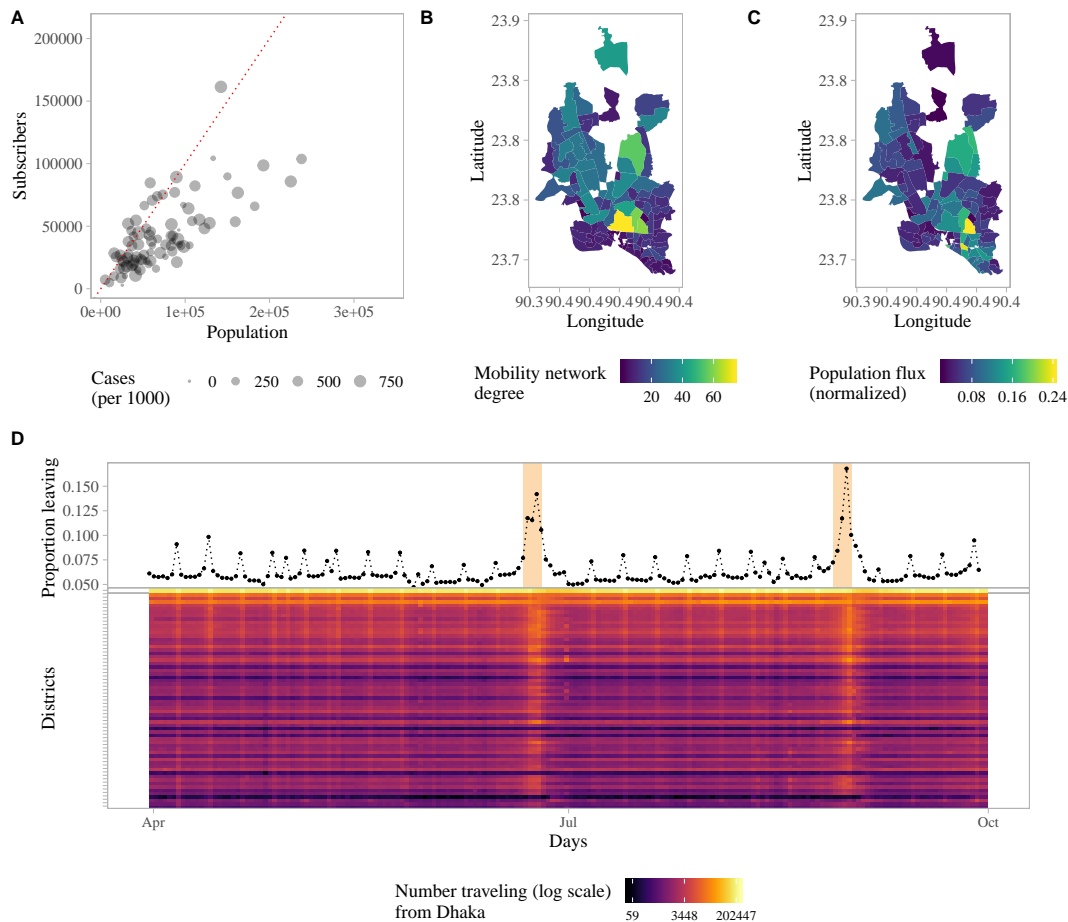 A
200000
150000
100000
50000
0
Subscribers
0e+00 1e+05 2e+05 3e+05
Population
Cases
(per 1000)
0 250 500 750
B
23.9
23.8
23.8
23.8
23.7
Latitude
90.3 90.4 90.4 90.4 90.4 90.4
Longitude
Mobility network
degree
20 40 60
C
23.9
23.8
23.8
23.8
23.7
Latitude
90.3 90.4 90.4 90.4 90.4 90.4
Longitude
Population flux
(normalized)
0.08 0.16 0.24
D
Proportion leaving
0.150
0.125
0.100
0.075
0.050
Districts
Apr Jul Oct
Days
Number traveling (log scale)
from Dhaka
59 3448 202447